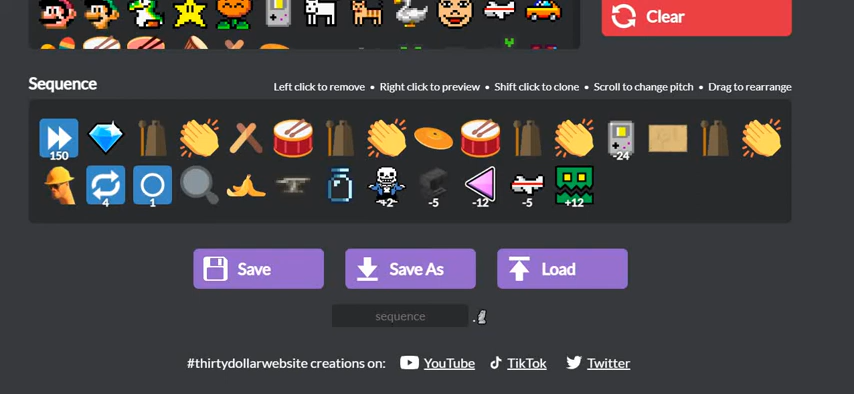 Clear
Sequence
Left click to remove • Right click to preview • Shift click to clone • Scroll to change pitch • Drag to rearrange
150 -24
4 1 +2 -5 -12 -5 +12
Save Save As Load
sequence .
#thirtydollarwebsite creations on: YouTube TikTok Twitter